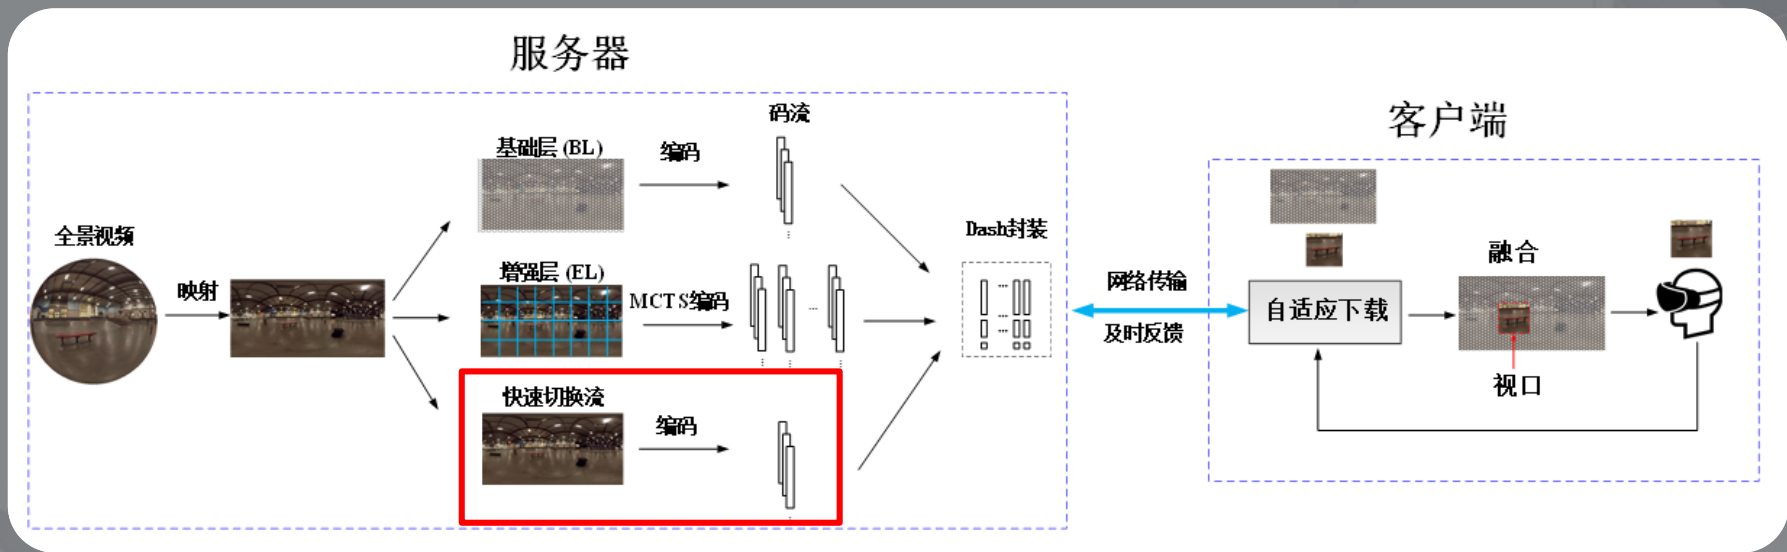 服务器
客户端
码流
基础层 (BL)
编码
全景视频
映射
增强层 (EL)
MCTS编码
Dash封装
快速切换流
编码
网络传输
及时反馈
自适应下载
融合
视口